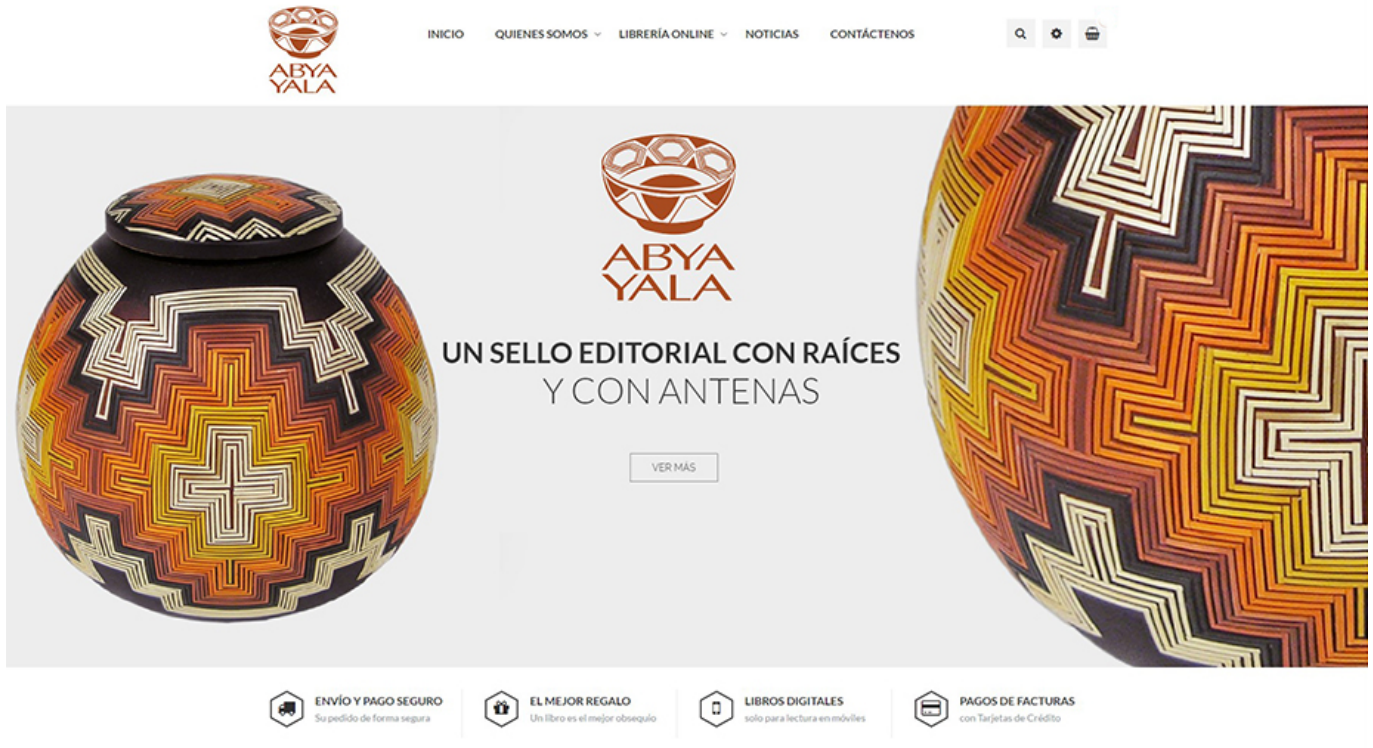 ABYA
YALA
INICIO
QUIENES SOMOS
LIBRERÍA ONLINE
NOTICIAS
CONTÁCTENOS
ABYA
YALA
UN SELLO EDITORIAL CON RAÍCES
Y CON ANTENAS
VER MÁS
ENVÍO Y PAGO SEGURO
Su pedido de forma segura
EL MEJOR REGALO
Un libro es el mejor obsequio
LIBROS DIGITALES
solo para lectura en móviles
PAGOS DE FACTURAS
con Tarjetas de Crédito